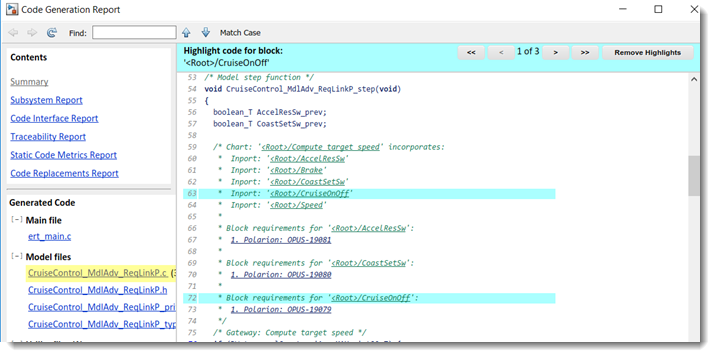 Code Generation Report
Find:
Match Case
Contents
Summary
Subsystem Report
Code Interface Report
Traceability Report
Static Code Metrics Report
Code Replacements Report
Generated Code
[-] Main file
ert_main.c
[-] Model files
CruiseControl_MdlAdv_ReqLinkP.c (3
CruiseControl_MdlAdv_ReqLinkP.h
CruiseControl_MdlAdv_ReqLinkP_pri
CruiseControl_MdlAdv_ReqLinkP_typ
Highlight code for block:
'<Root>/CruiseOnOff'
<< < 1 of 3 > >> Remove Highlights
53 /* Model step function */
54 void CruiseControl_MdlAdv_ReqLinkP_step(void)
55 {
56 boolean_T AccelResSw_prev;
57 boolean_T CoastSetSw_prev;
58
59 /* Chart: '<Root>/Compute target speed' incorporates:
60 * Inport: '<Root>/AccelResSw'
61 * Inport: '<Root>/Brake'
62 * Inport: '<Root>/CoastSetSw'
63 * Inport: '<Root>/CruiseOnOff'
64 * Inport: '<Root>/Speed'
65 *
66 * Block requirements for '<Root>/AccelResSw':
67 * 1. Polarion: OPUS-19081
68 *
69 * Block requirements for '<Root>/CoastSetSw':
70 * 1. Polarion: OPUS-19080
71 *
72 * Block requirements for '<Root>/CruiseOnOff':
73 * 1. Polarion: OPUS-19079
74 */
75 /* Gateway: Compute target speed */